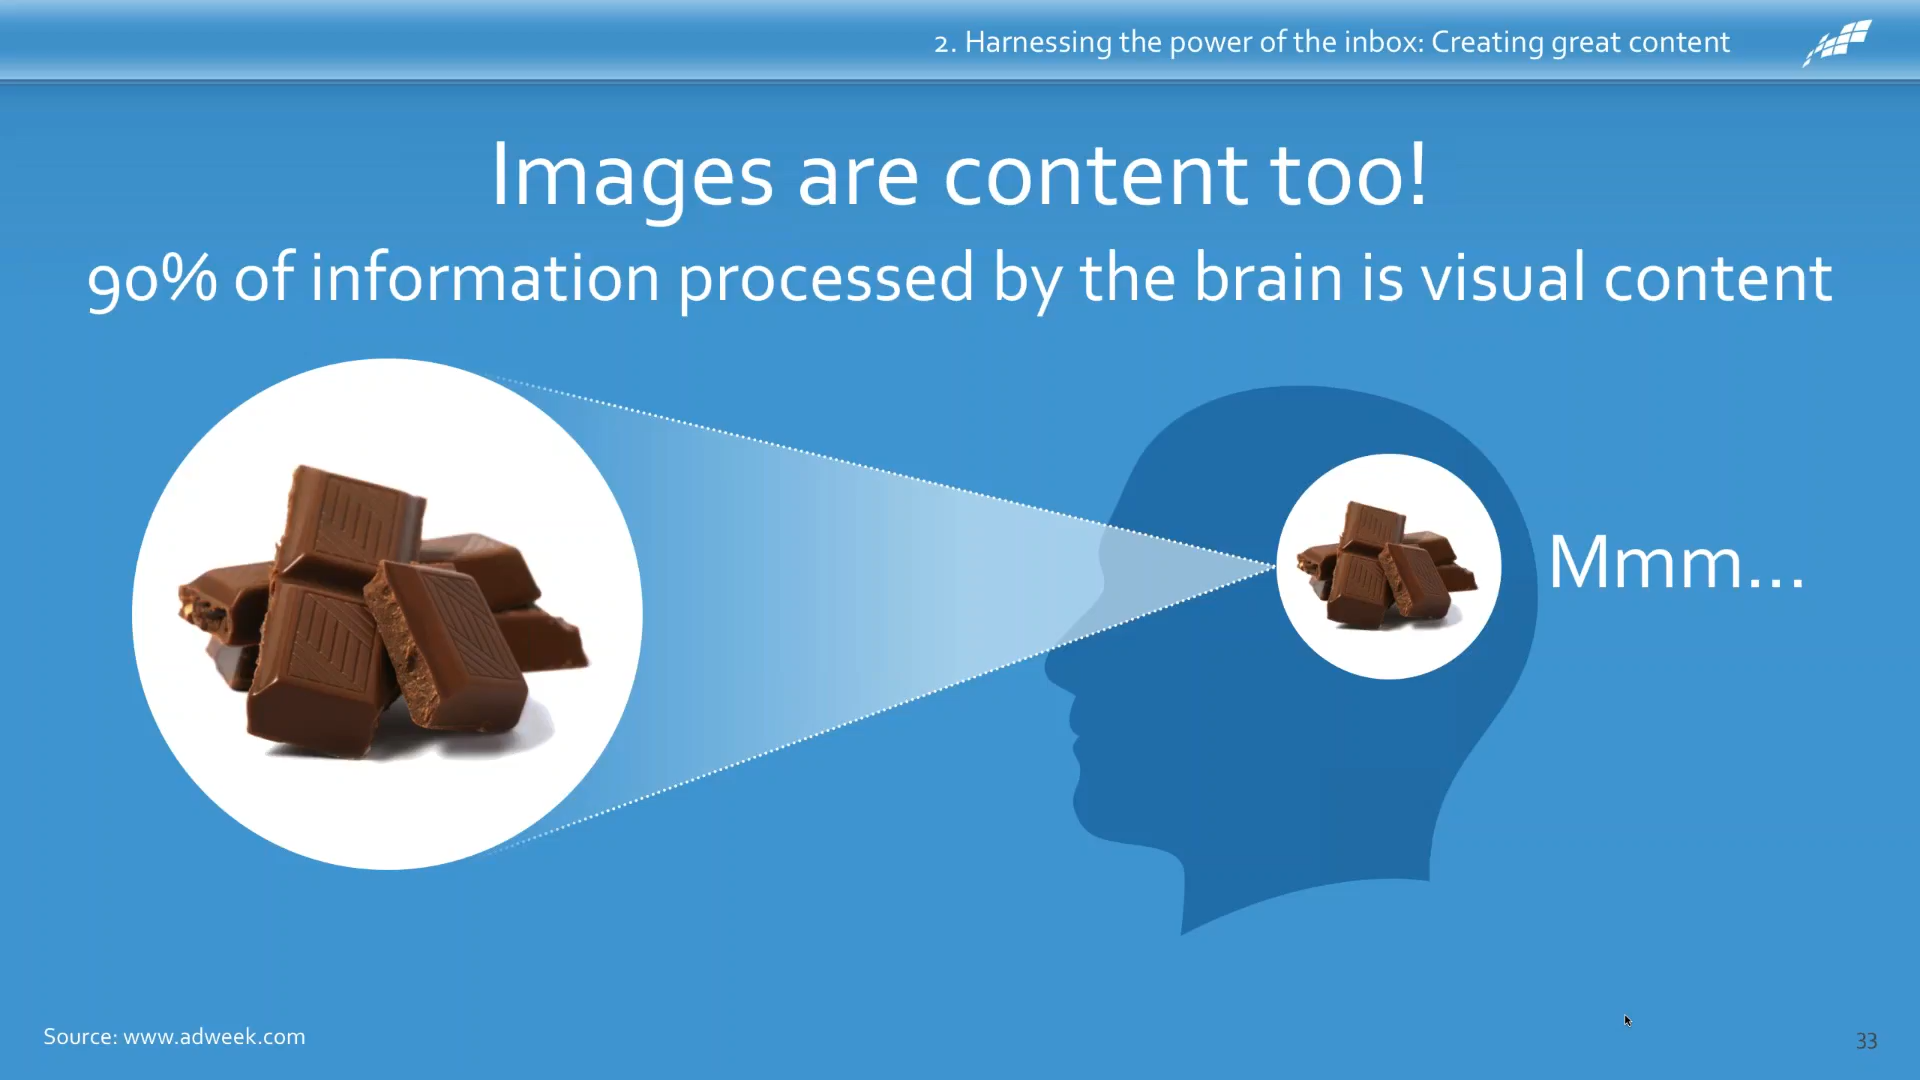 2. Harnessing the power of the inbox: Creating great content
Images are content too!
90% of information processed by the brain is visual content
Mmm...
Source: www.adweek.com
33